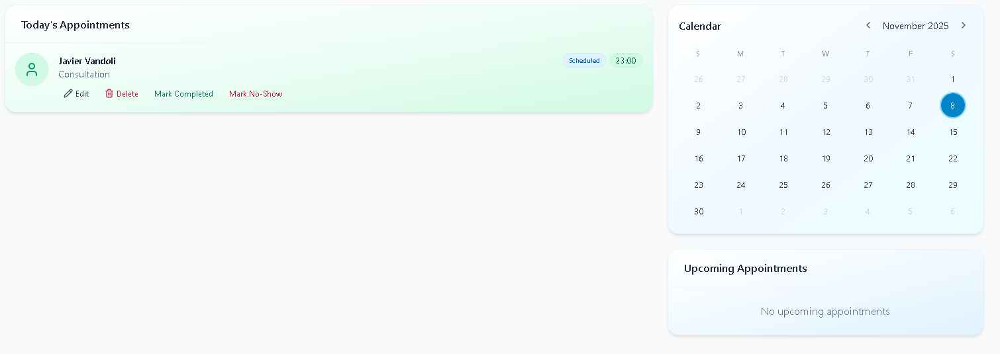 Today's Appointments
Javier Vandoli
Consultation
Scheduled 23:00
Edit Delete Mark Completed Mark No-Show
Calendar
November 2025
S M T W T F S
26 27 28 29 30 31 1
2 3 4 5 6 7 8
9 10 11 12 13 14 15
16 17 18 19 20 21 22
23 24 25 26 27 28 29
30 1 2 3 4 5 6
Upcoming Appointments
No upcoming appointments